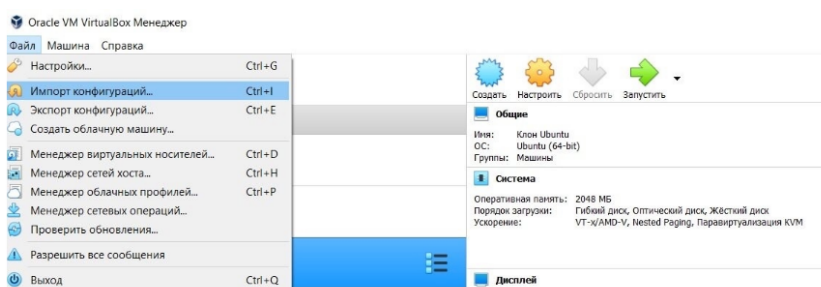 Oracle VM VirtualBox Менеджер
Файл Машина Справка
Настройки... Ctrl+G
Импорт конфигураций... Ctrl+I
Экспорт конфигураций... Ctrl+E
Создать облачную машину...
Менеджер виртуальных носителей... Ctrl+D
Менеджер сетей хоста... Ctrl+H
Менеджер облачных профилей... Ctrl+P
Менеджер сетевых операций...
Проверить обновления...
Разрешить все сообщения
Выход Ctrl+Q
Создать Настроить Сбросить Запустить
Общие
Имя: Клон Ubuntu
ОС: Ubuntu (64-bit)
Группы: Машины
Система
Оперативная память: 2048 МБ
Порядок загрузки: Гибкий диск, Оптический диск, Жёсткий диск
Ускорение: VT-x/AMD-V, Nested Paging, Паравиртуализация KVM
Дисплей